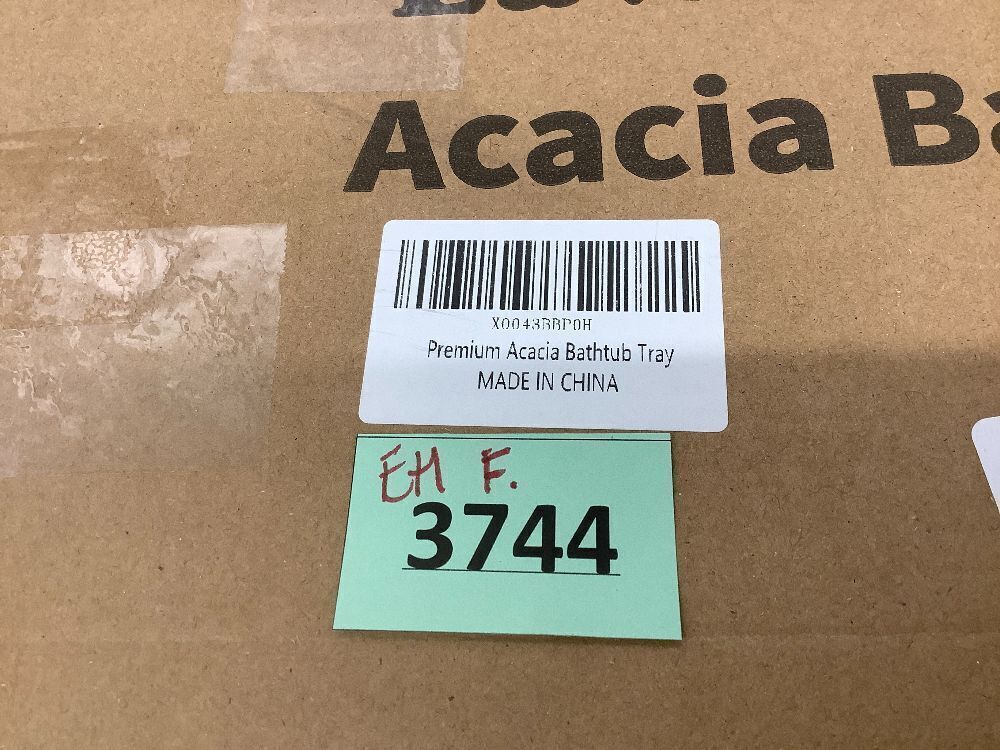 Acacia Ba
X0043BBP0H
Premium Acacia Bathtub Tray
MADE IN CHINA
EH F.
3744